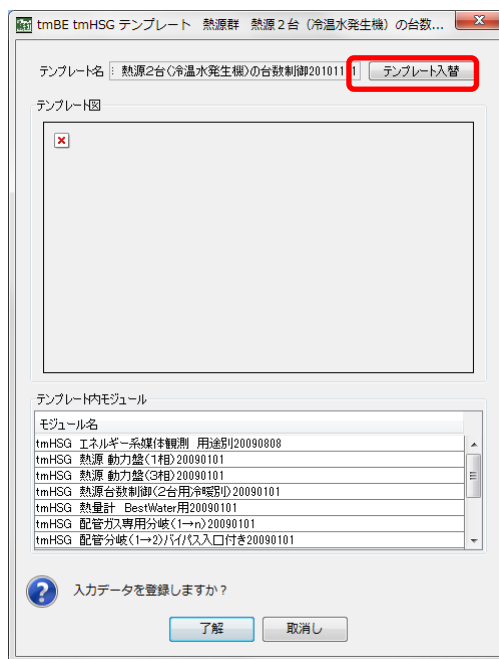 tmBE tmHSG テンプレート 熱源群 熱源2台(冷温水発生機)の台数...
テンプレート名 : 熱源2台(冷温水発生機)の台数制御201011 1 テンプレート入替
テンプレート図
テンプレート内モジュール
モジュール名
tmHSG エネルギー系媒体観測 用途別20090808
tmHSG 熱源 動力盤(1相)20090101
tmHSG 熱源 動力盤(3相)20090101
tmHSG 熱源台数制御(2台用冷暖別)20090101
tmHSG 熱量計 BestWater用20090101
tmHSG 配管ガス専用分岐(1→n)20090101
tmHSG 配管分岐(1→2)バイパス入口付き20090101
入力データを登録しますか?
了解 取消し